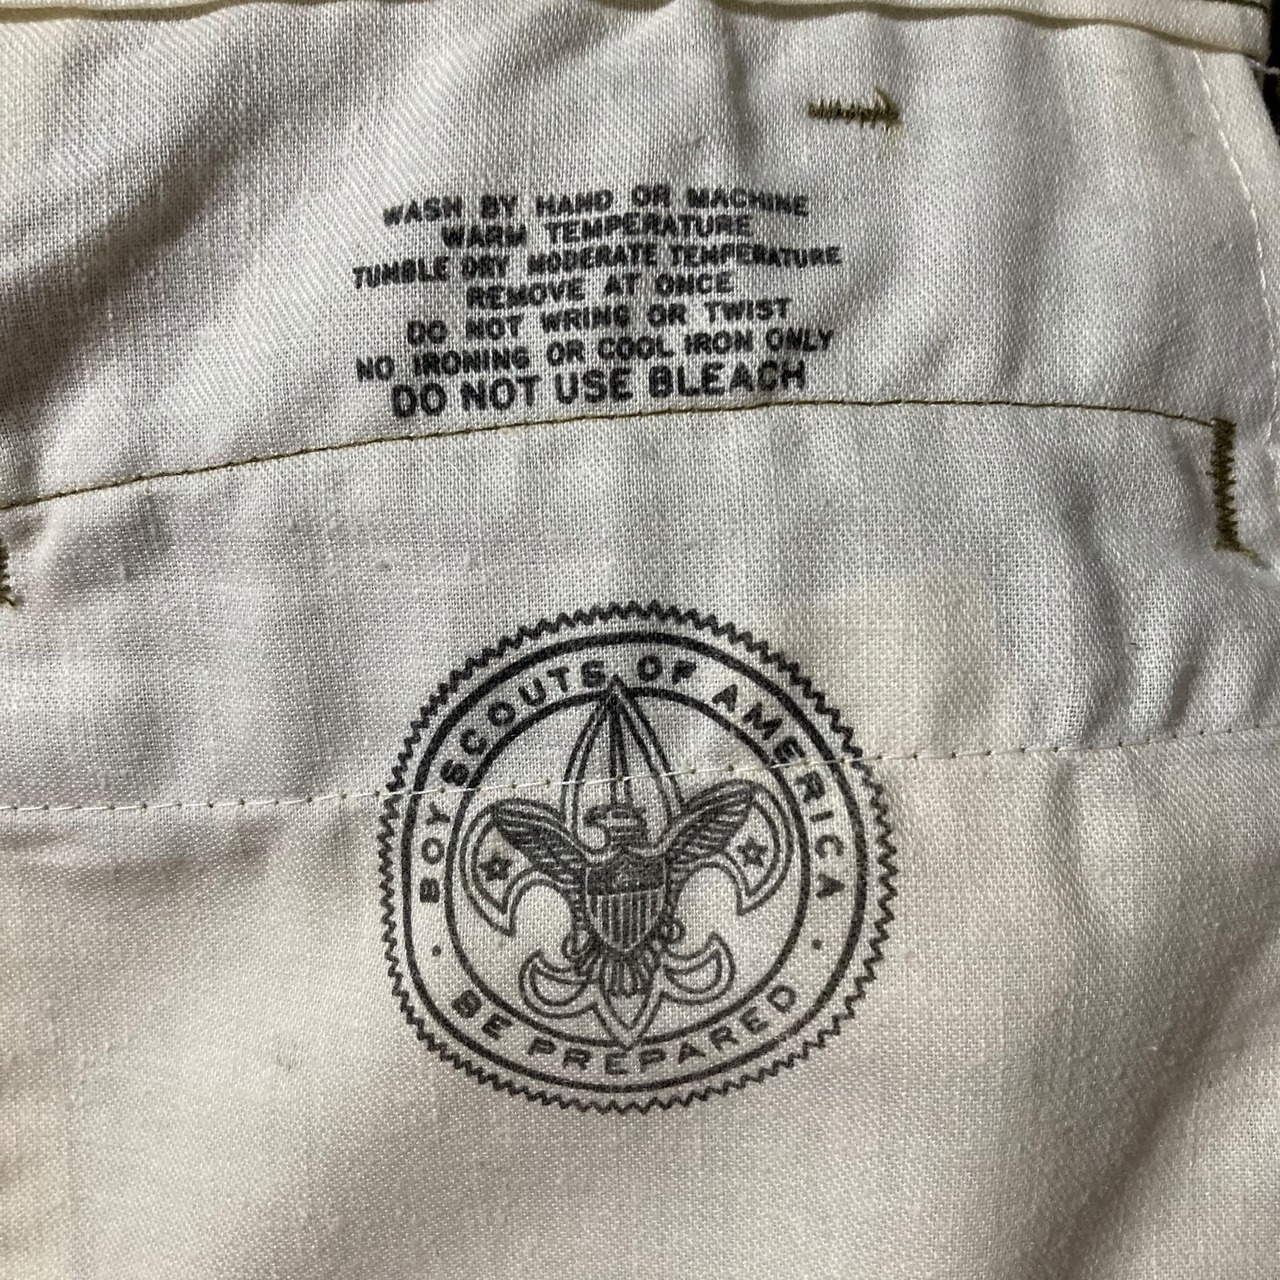 WASH BY HAND OR MACHINE
WARM TEMPERATURE
TUMBLE DRY MODERATE TEMPERATURE
REMOVE AT ONCE
DO NOT WRING OR TWIST
NO IRONING OR COOL IRON ONLY
DO NOT USE BLEACH
BOY SCOUTS OF AMERICA
· BE PREPARED ·